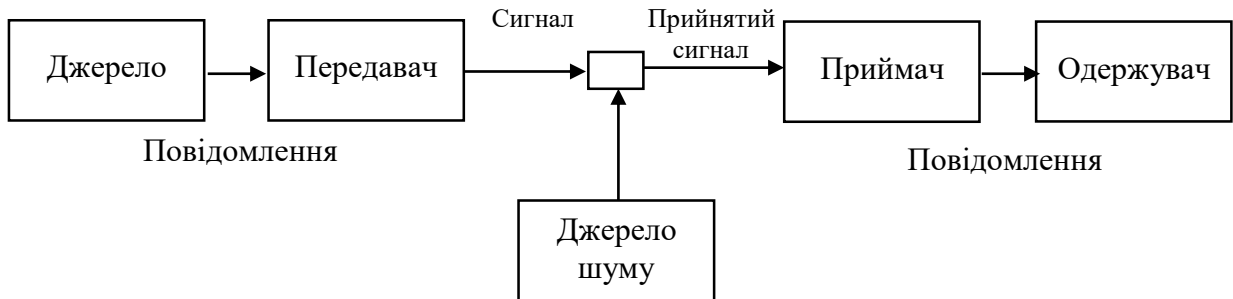 Сигнал
Прийнятий
сигнал
Джерело
Передавач
Приймач
Одержувач
Повідомлення
Повідомлення
Джерело
шуму